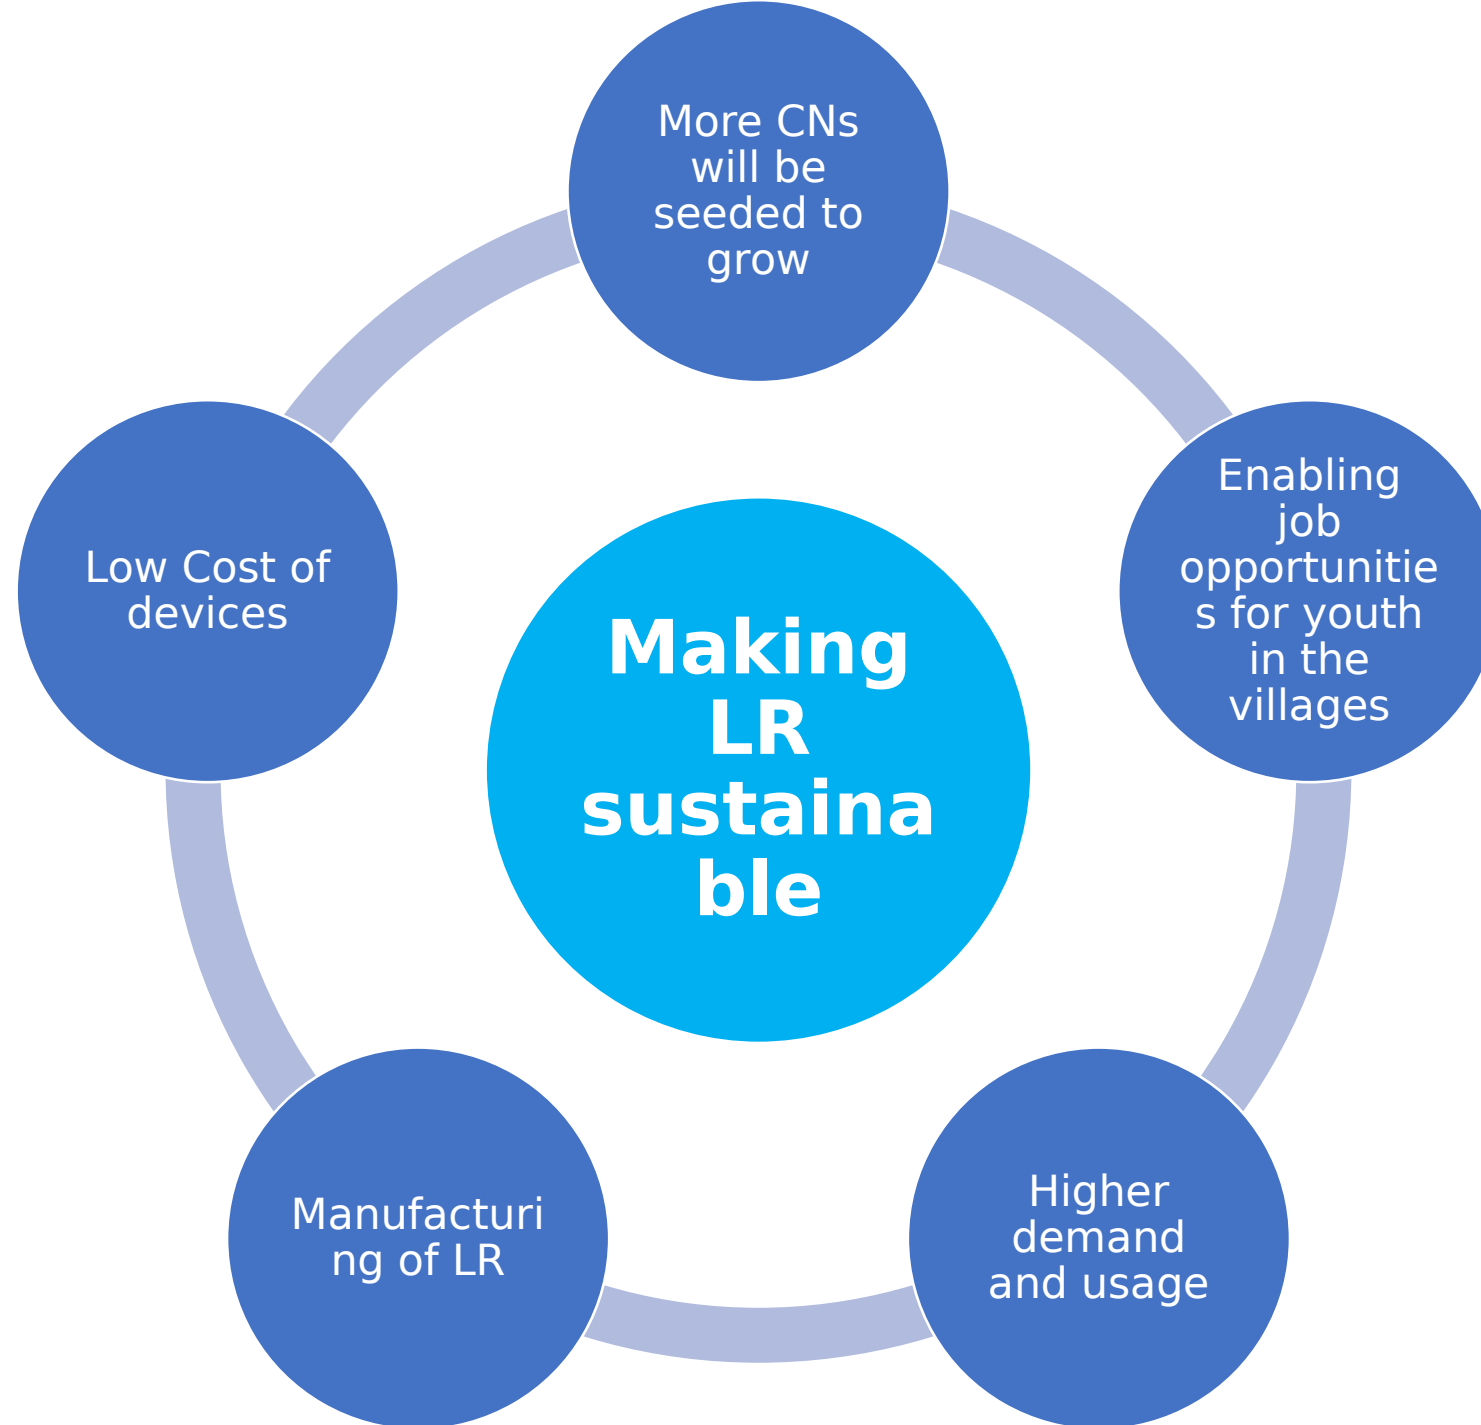 More CNs
will be
seeded to
grow
Enabling
job
opportunitie
s for youth
in the
villages
Higher
demand
and usage
Manufacturi
ng of LR
Low Cost of
devices
Making
LR
sustaina
ble